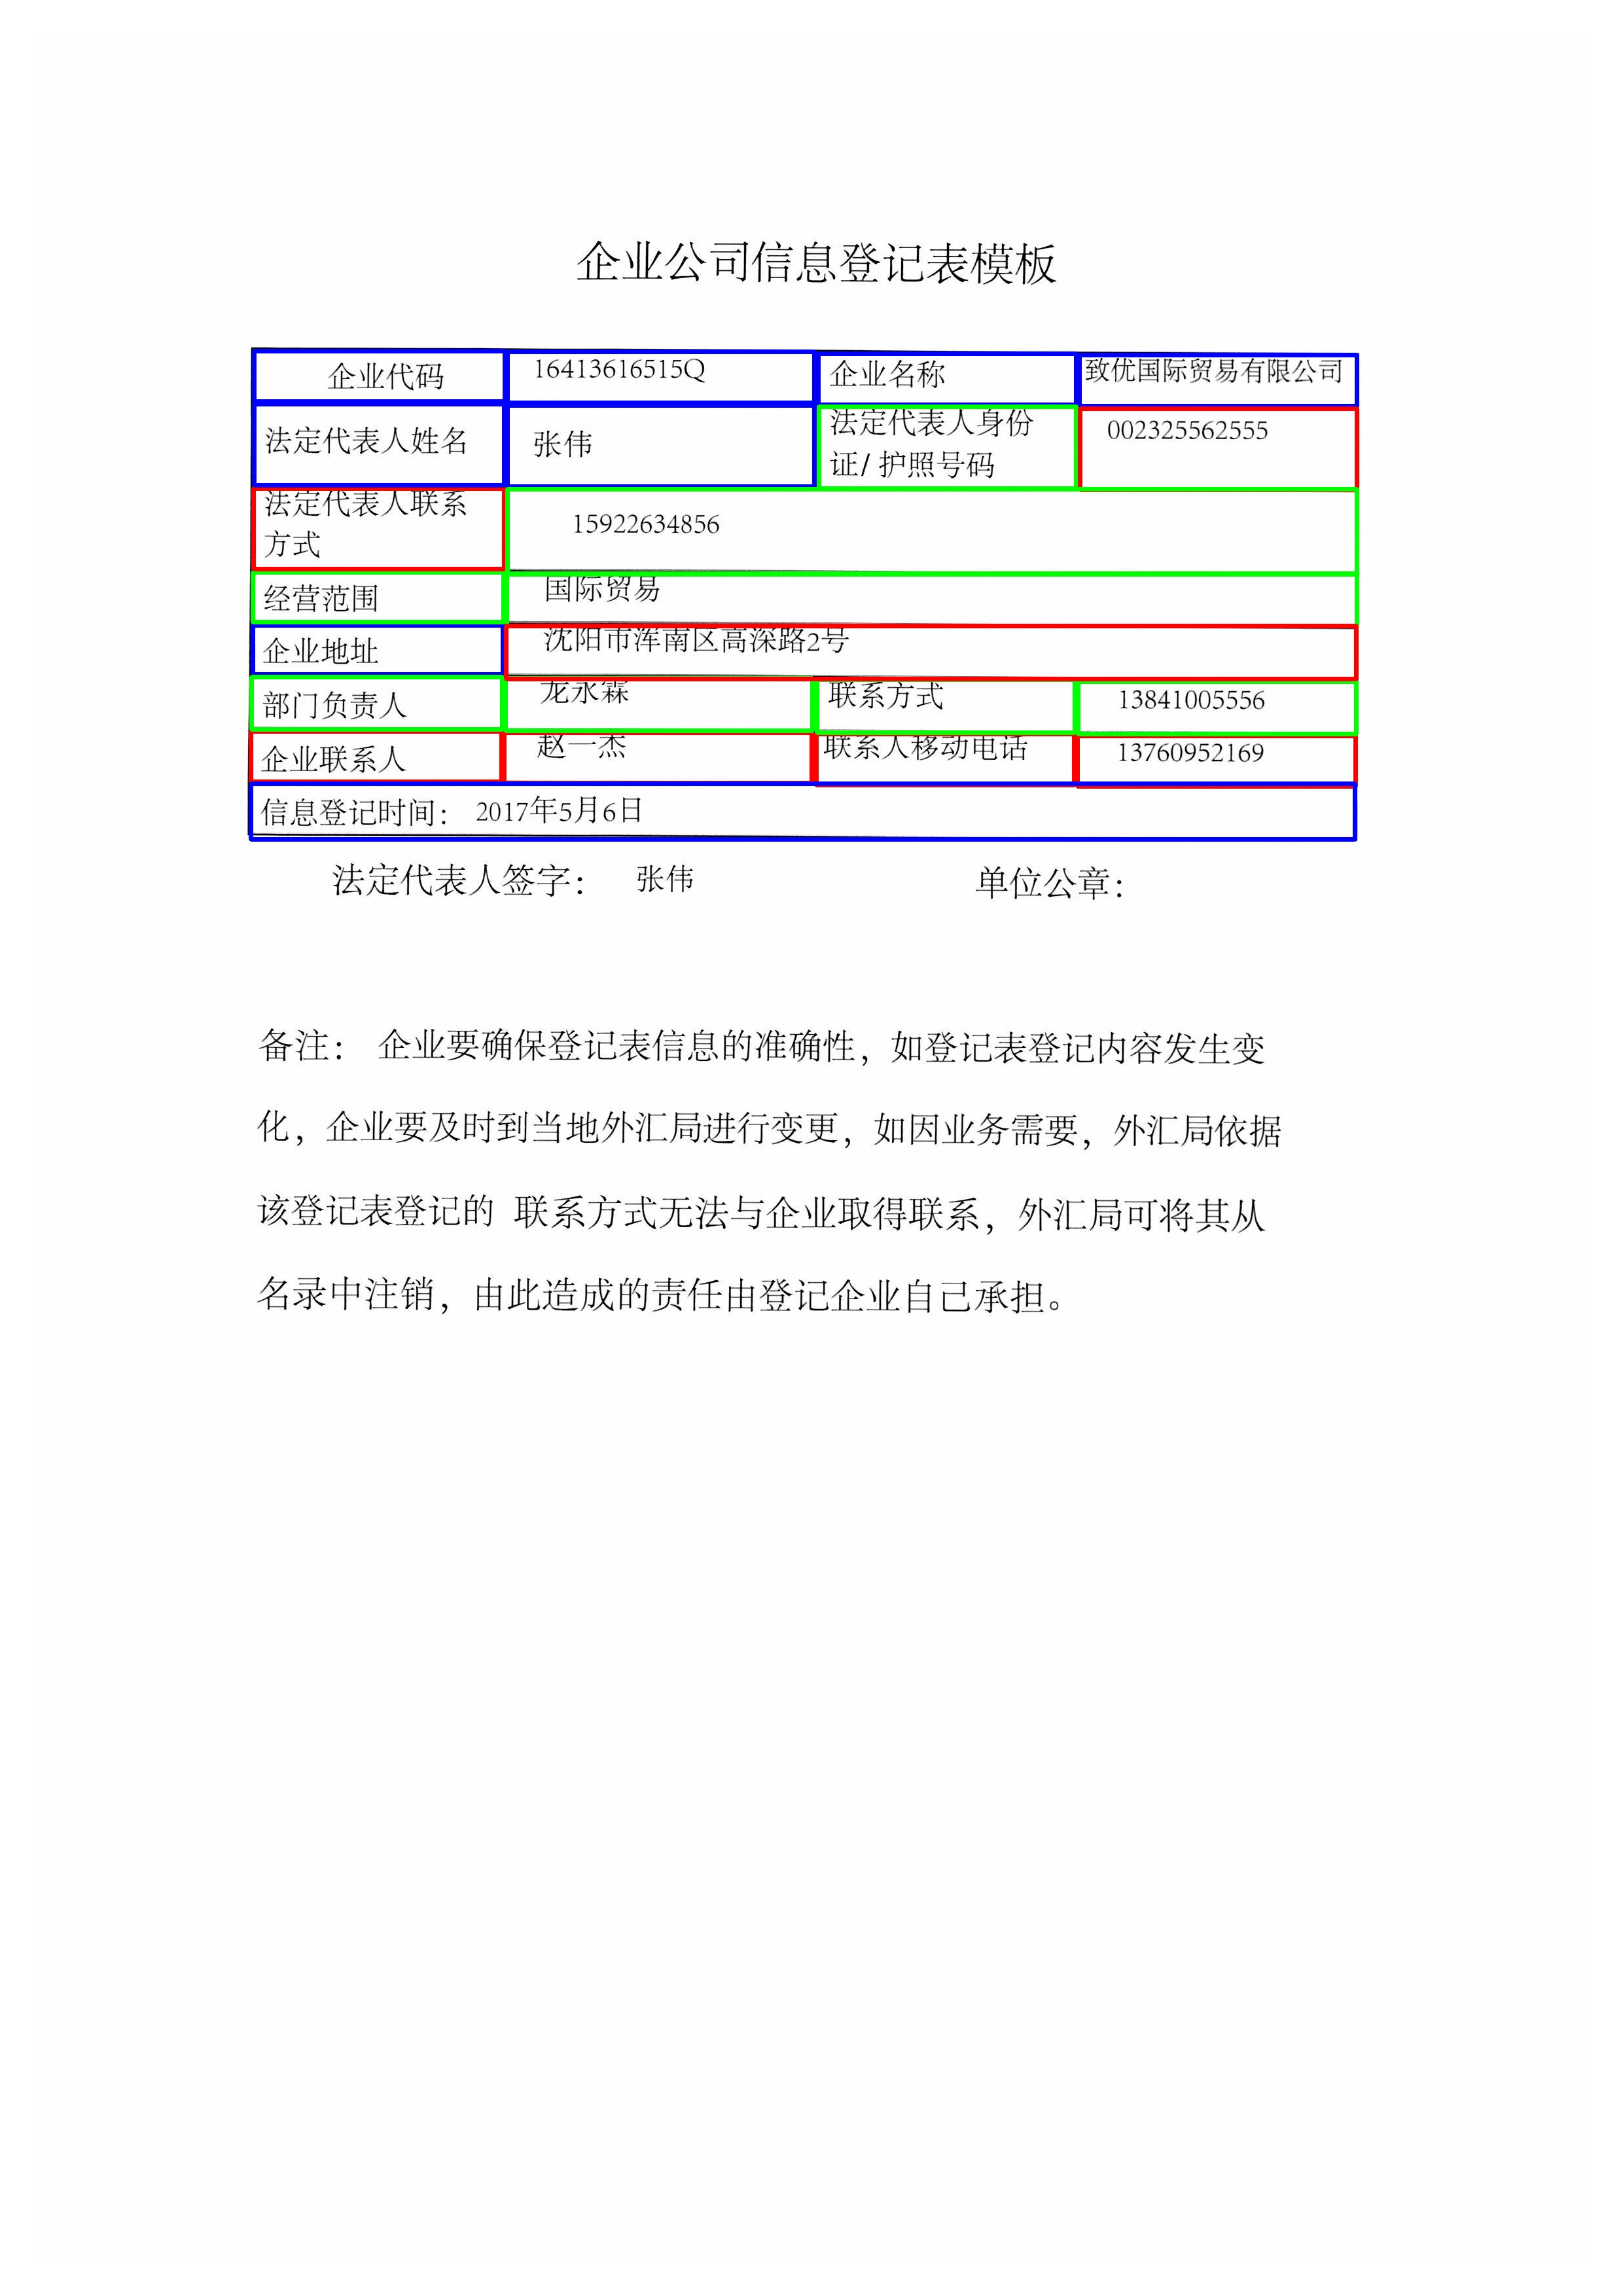 企业公司信息登记表模板
企业代码 16413616515Q 企业名称 致优国际贸易有限公司
法定代表人姓名 张伟 法定代表人身份
证/ 护照号码 002325562555
法定代表人联系
方式 15922634856
经营范围 国际贸易
企业地址 沈阳市浑南区高深路2号
部门负责人 龙永霖 联系方式 13841005556
企业联系人 赵一杰 联系人移动电话 13760952169
信息登记时间： 2017年5月6日
法定代表人签字： 张伟 单位公章：
备注： 企业要确保登记表信息的准确性，如登记表登记内容发生变
化，企业要及时到当地外汇局进行变更，如因业务需要，外汇局依据
该登记表登记的 联系方式无法与企业取得联系，外汇局可将其从
名录中注销，由此造成的责任由登记企业自己承担。